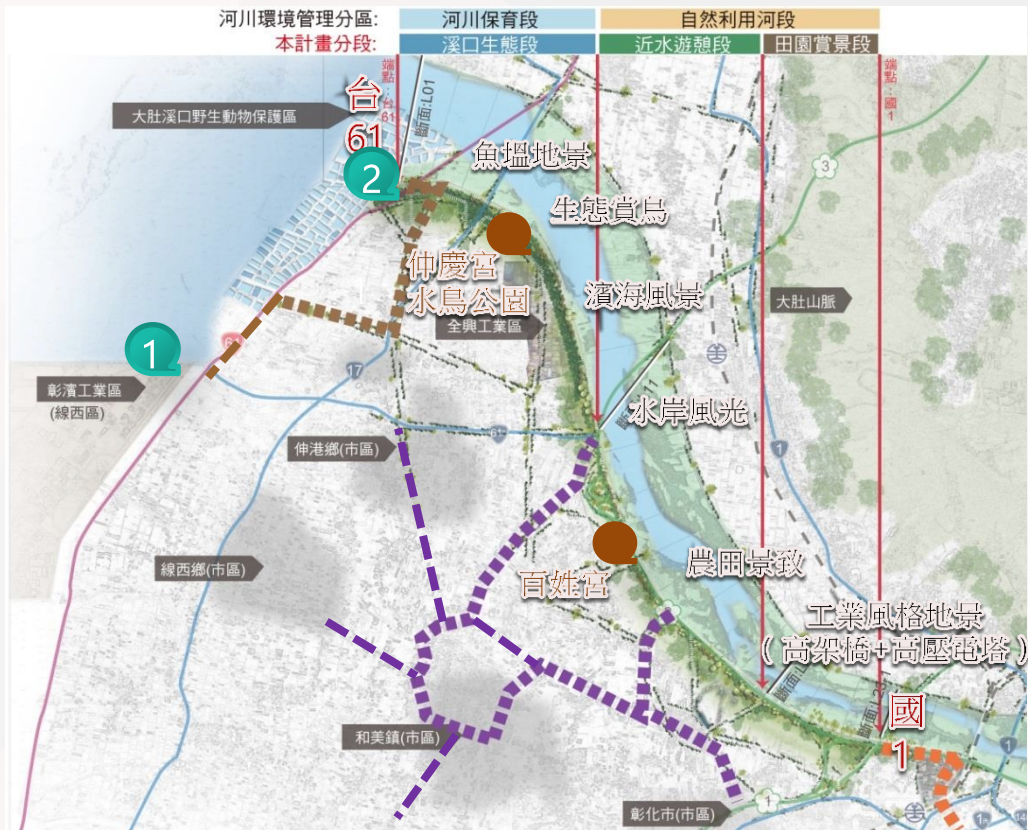 河川環境管理分區:
河川保育段
自然利用河段
本計畫分段:
溪口生態段
近水遊憩段
田園賞景段
端點:台61
斷面:L01
端點:國1
台
61
大肚溪口野生動物保護區
2
魚塭地景
3
生態賞鳥
仲慶宮
水鳥公園
濱海風景
大肚山脈
全興工業區
1
61
17
彰濱工業區
(線西區)
水岸風光
61
伸港鄉(市區)
1
線西鄉(市區)
百姓宮
農田景致
工業風格地景
(高架橋+高壓電塔)
國
1
和美鎮(市區)
1
1
彰化市(市區)